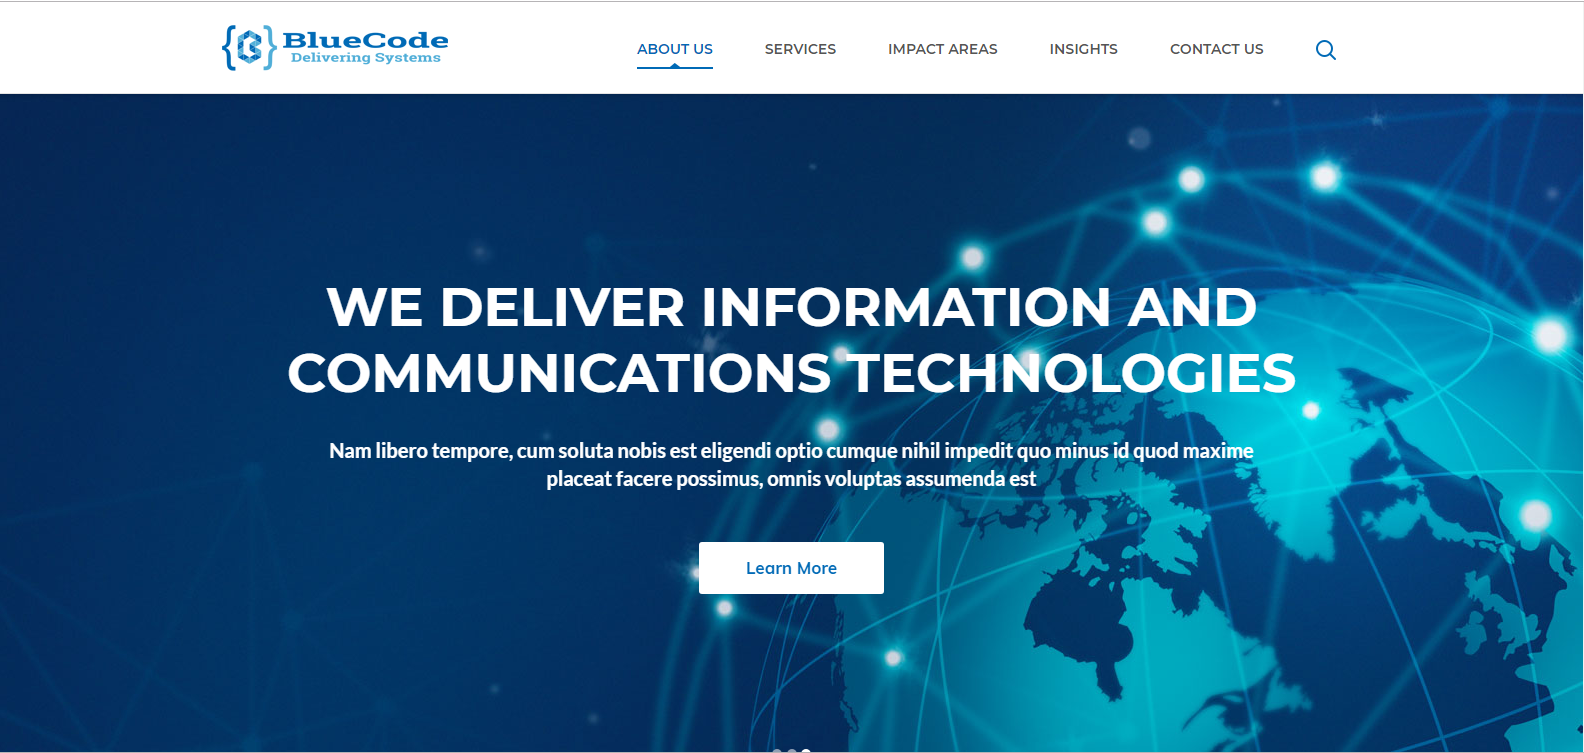 BlueCode
Delivering Systems
ABOUT US
SERVICES
IMPACT AREAS
INSIGHTS
CONTACT US
WE DELIVER INFORMATION AND
COMMUNICATIONS TECHNOLOGIES
Nam libero tempore, cum soluta nobis est eligendi optio cumque nihil impedit quo minus id quod maxime
placeat facere possimus, omnis voluptas assumenda est
Learn More